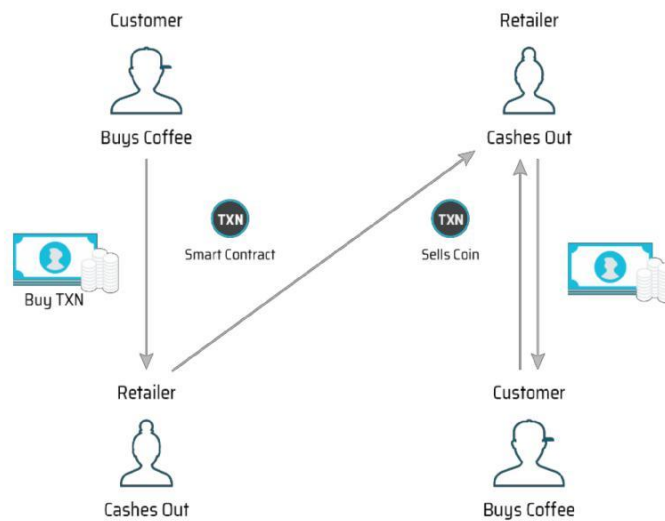 Customer
Retailer
Buys Coffee
Cashes Out
TXN
TXN
Smart Contract
Sells Coin
Buy TXN
Retailer
Customer
Cashes Out
Buys Coffee